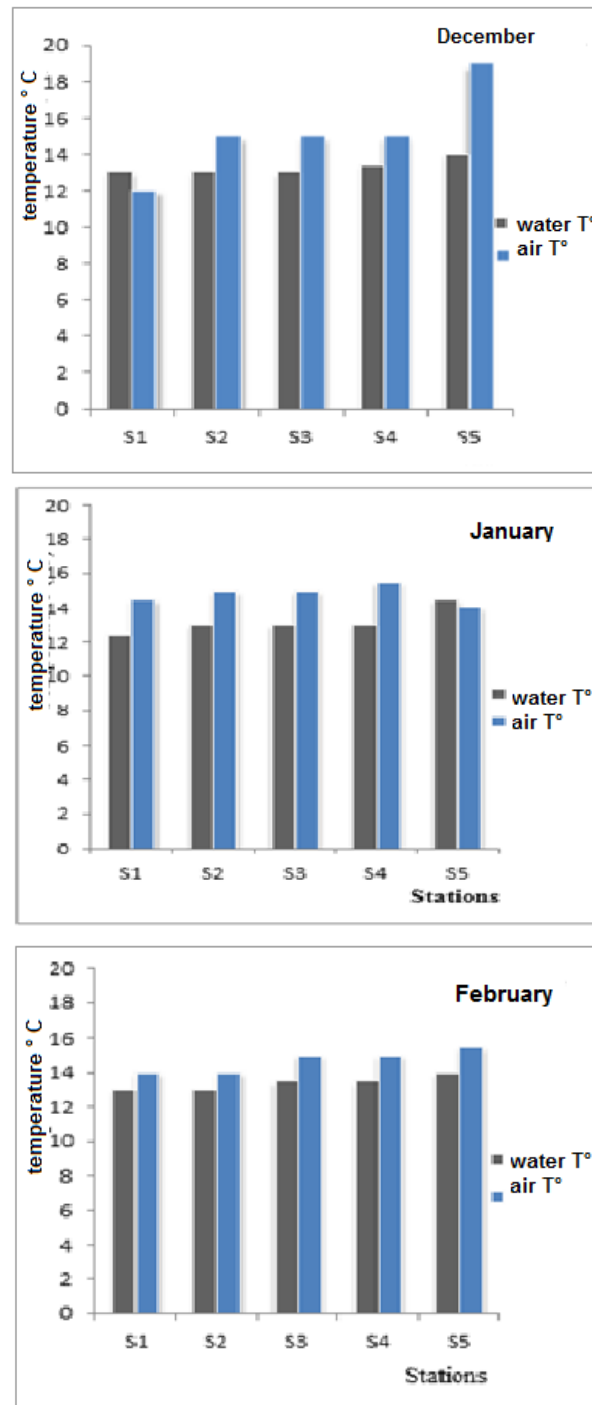 December
temperature ° C
20
18
16
14
12
10
8
6
4
2
0
water T°
air T°
S1 S2 S3 S4 S5
January
temperature ° C
20
18
16
14
12
10
8
6
4
2
0
water T°
air T°
S1 S2 S3 S4 S5
Stations
February
temperature ° C
20
18
16
14
12
10
8
6
4
2
0
water T°
air T°
S1 S2 S3 S4 S5
Stations